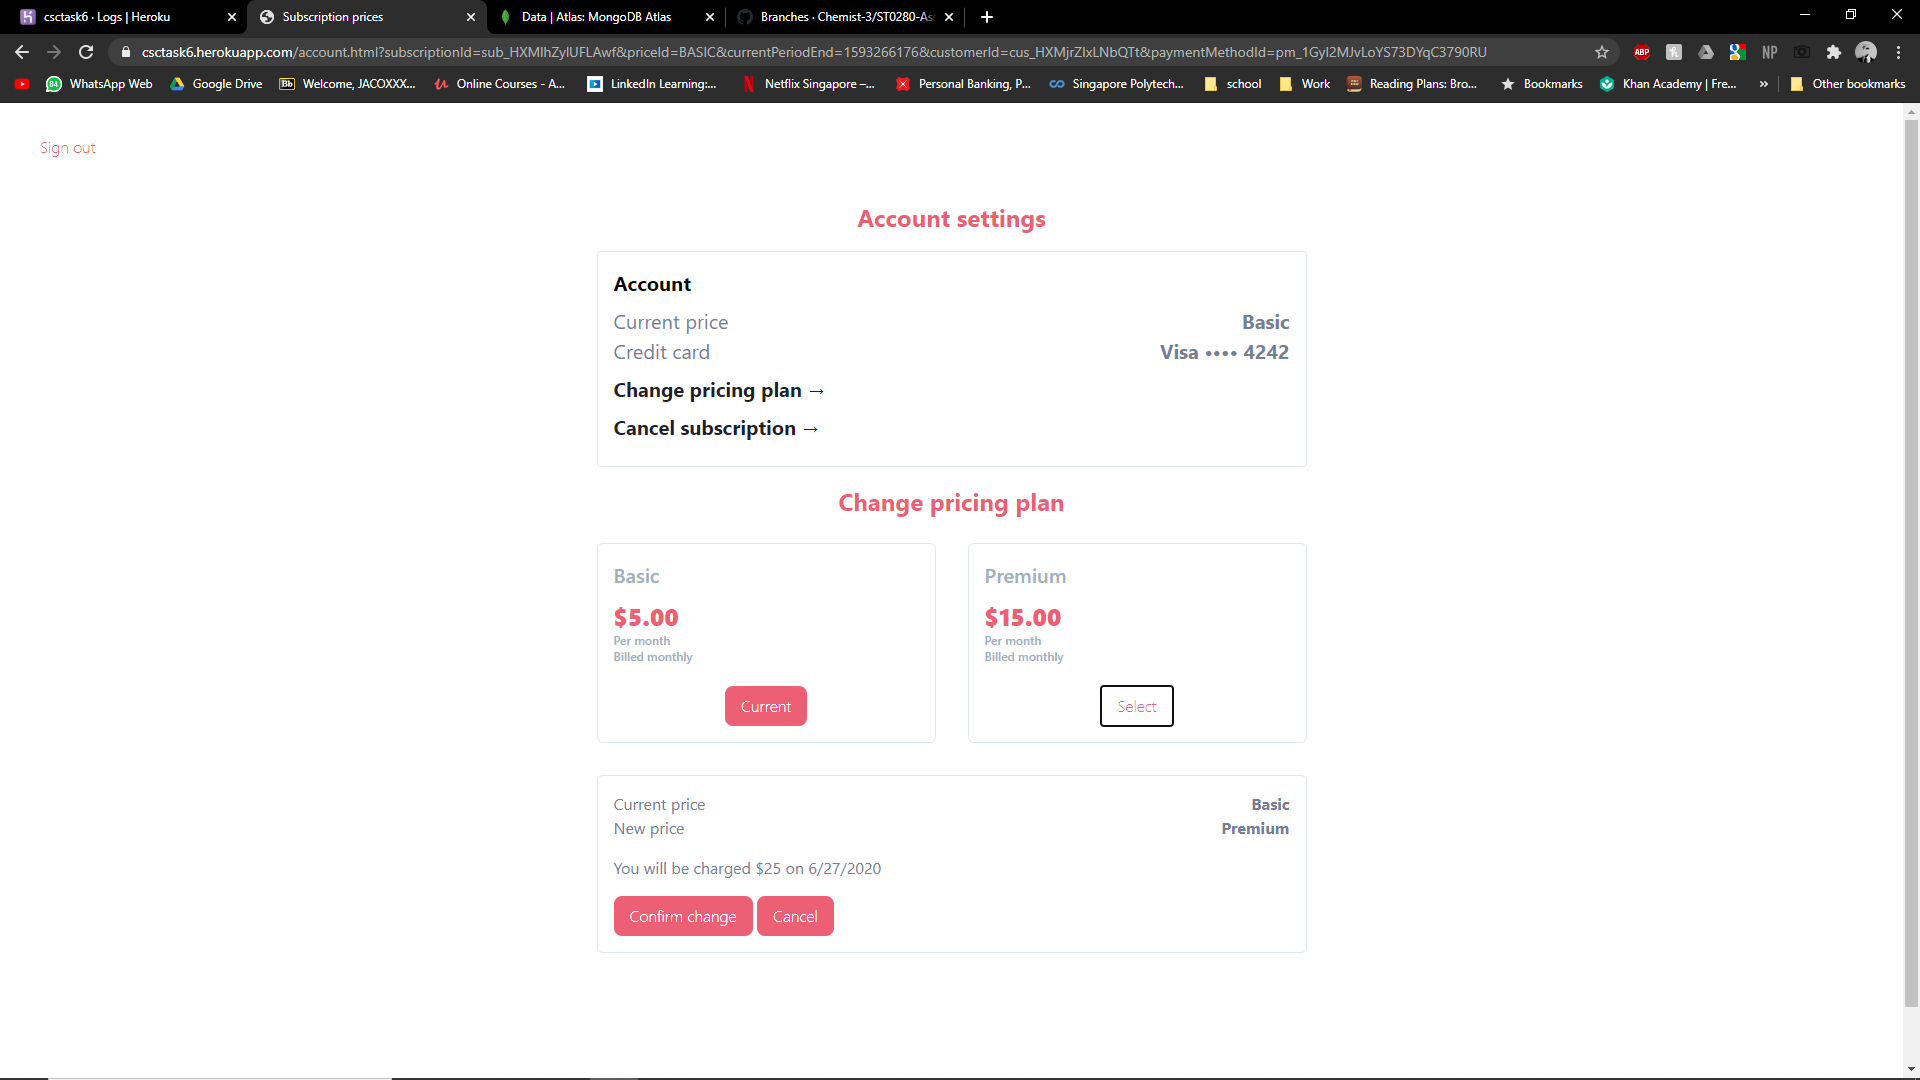 csctask6 · Logs | Heroku
Subscription prices
Data | Atlas: MongoDB Atlas
Branches · Chemist-3/ST0280-As
csctask6.herokuapp.com/account.html?subscriptionId=sub_HXMlhZylUFLAwf&priceId=BASIC&currentPeriodEnd=1593266176&customerId=cus_HXMjrZlxLNbQTt&paymentMethodId=pm_1Gyl2MJvLoYS73DYqC3790RU
ABP
NP
84 WhatsApp Web
Google Drive
Bb Welcome, JACOXXX...
Online Courses - A...
LinkedIn Learning:...
Netflix Singapore –...
Personal Banking, P...
Singapore Polytech...
school
Work
Reading Plans: Bro...
Bookmarks
Khan Academy | Fre...
»
Other bookmarks
Sign out
Account settings
Account
Current price Basic
Credit card Visa •••• 4242
Change pricing plan →
Cancel subscription →
Change pricing plan
Basic
$5.00
Per month
Billed monthly
Current
Premium
$15.00
Per month
Billed monthly
Select
Current price Basic
New price Premium
You will be charged $25 on 6/27/2020
Confirm change Cancel